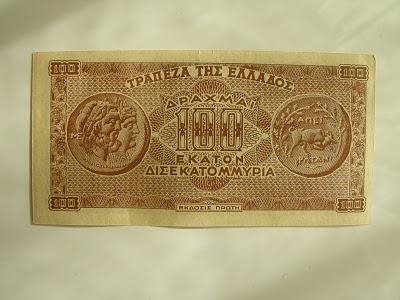 100 100
ΤΡΑΠΕΖΑ ΤΗΣ ΕΛΛΑΔΟΣ
ΔΡΑΧΜΑΙ
100
ΕΚΑΤΟΝ
ΔΙΣΕΚΑΤΟΜΜΥΡΙΑ
ΕΚΔΟΣΙΣ ΠΡΩΤΗ
100 100